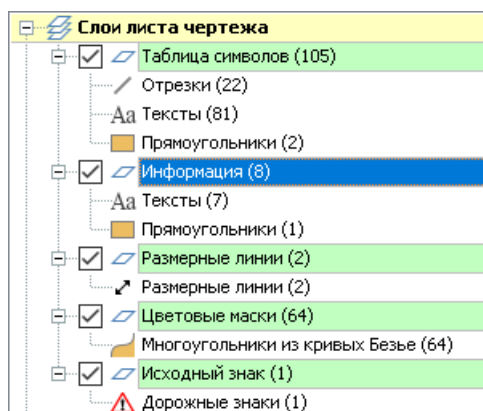 Слои листа чертежа
Таблица символов (105)
Отрезки (22)
Aa Тексты (81)
Прямоугольники (2)
Информация (8)
Aa Тексты (7)
Прямоугольники (1)
Размерные линии (2)
Размерные линии (2)
Цветовые маски (64)
Многоугольники из кривых Безье (64)
Исходный знак (1)
Дорожные знаки (1)